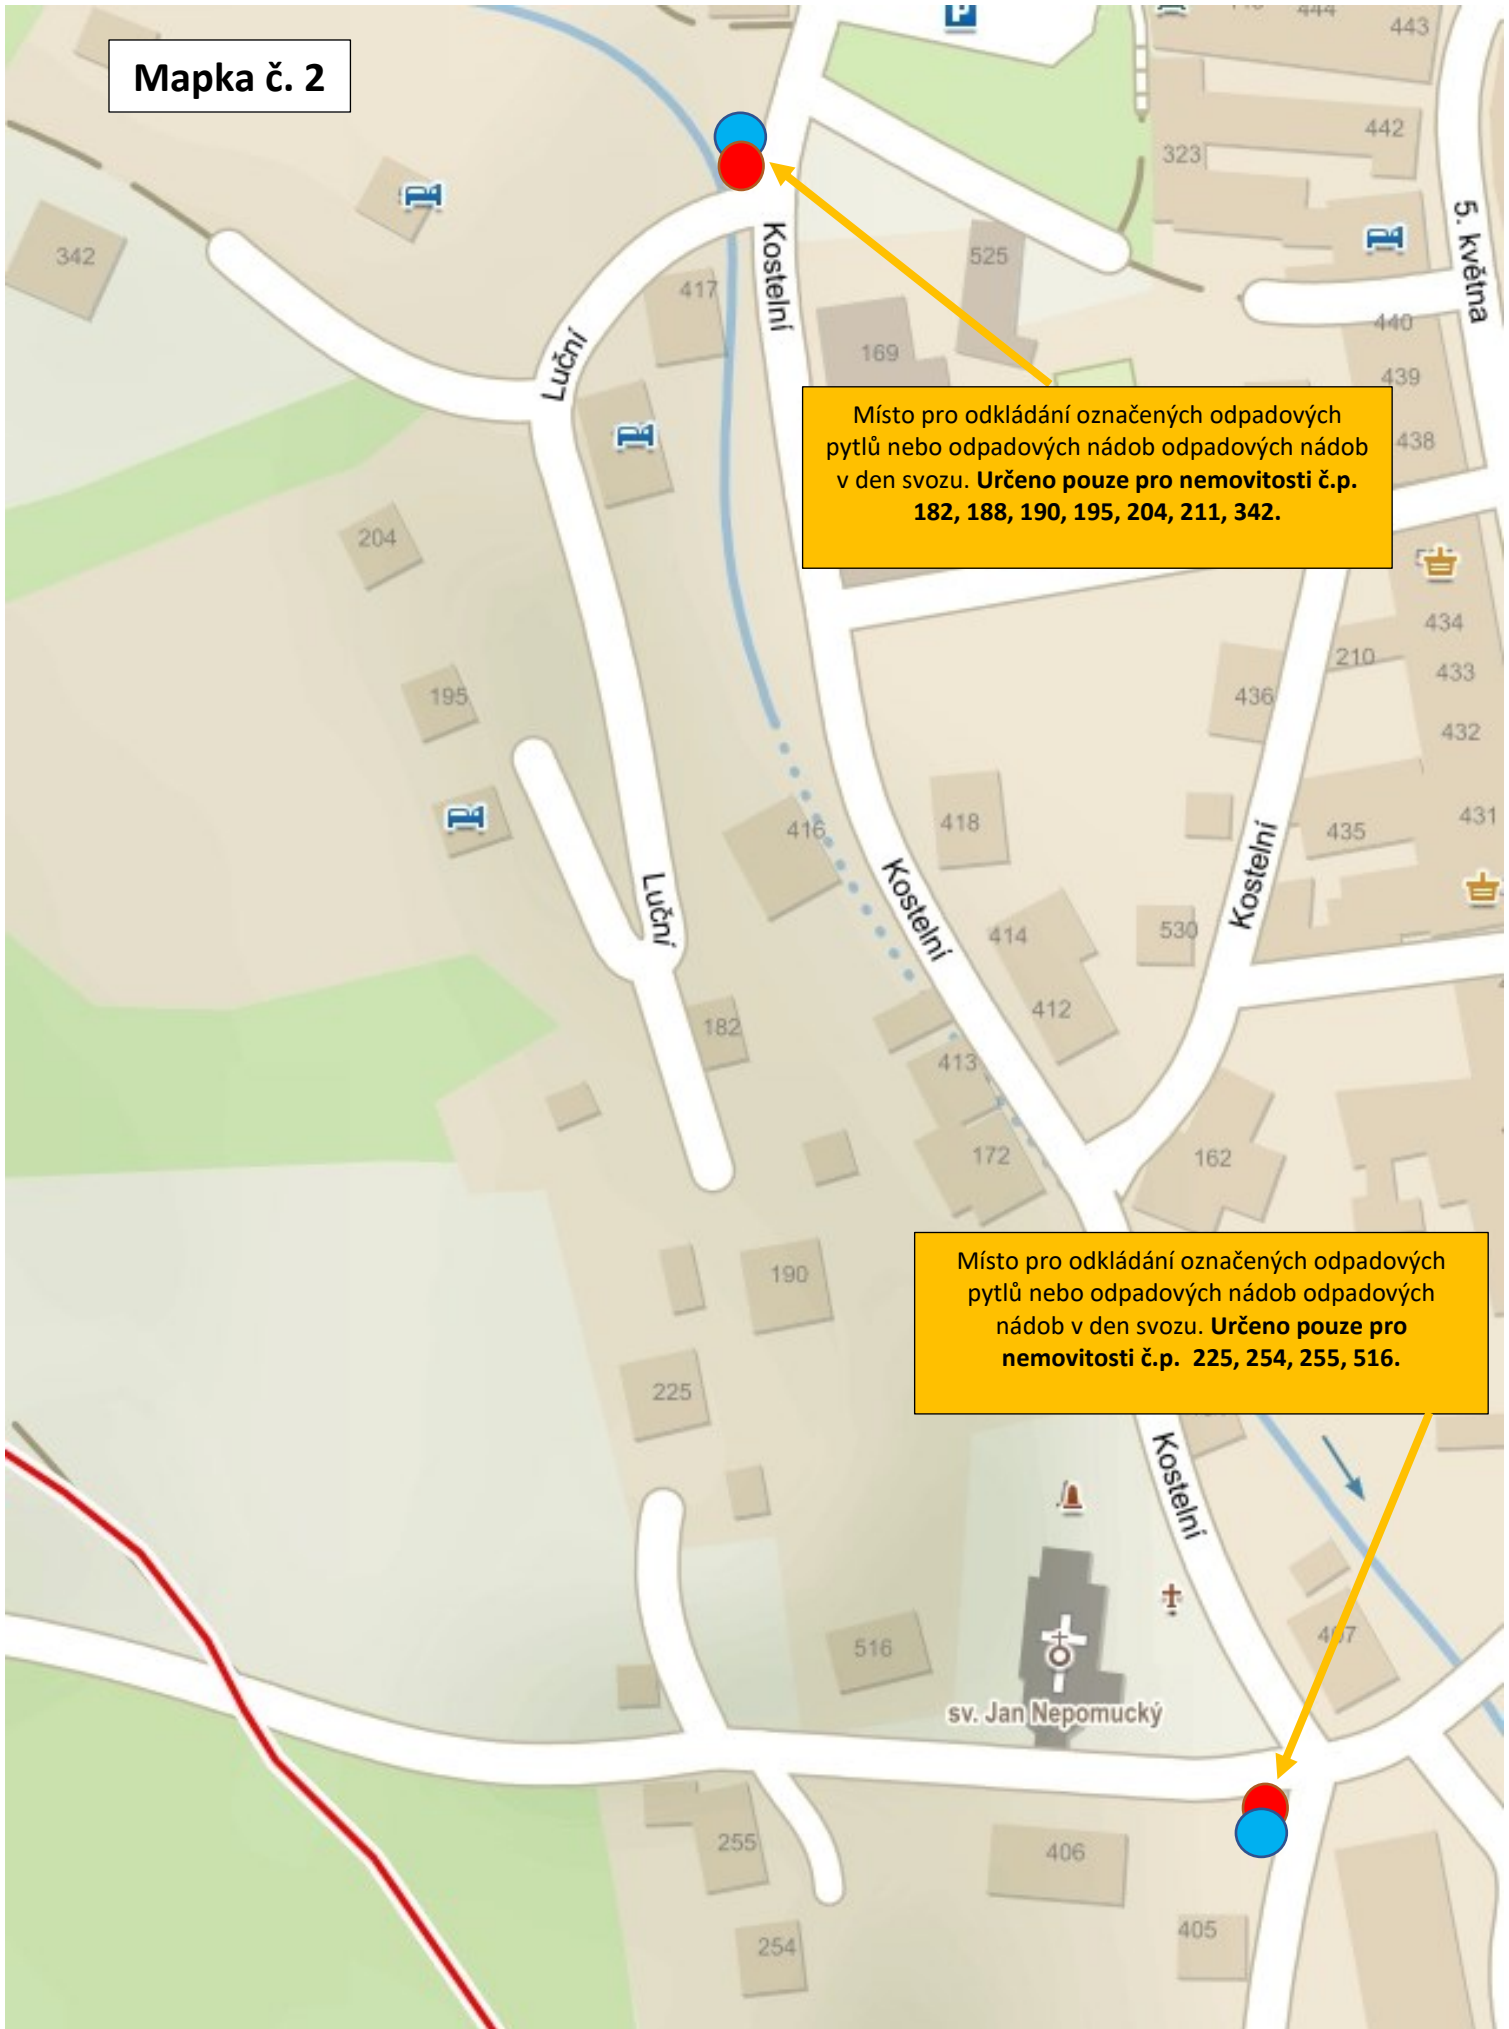 Mapka č. 2
P
444
443
442
323
5. května
342
525
417
Kostelní
440
169
Luční
439
Místo pro odkládání označených odpadových
pytlů nebo odpadových nádob odpadových nádob
v den svozu. Určeno pouze pro nemovitosti č.p.
182, 188, 190, 195, 204, 211, 342.
438
204
434
210
433
195
436
432
416
418
435
431
Luční
Kostelní
Kostelní
414
530
412
182
413
172
162
190
Místo pro odkládání označených odpadových
pytlů nebo odpadových nádob odpadových
nádob v den svozu. Určeno pouze pro
nemovitosti č.p. 225, 254, 255, 516.
225
Kostelní
407
516
sv. Jan Nepomucký
255
406
405
254